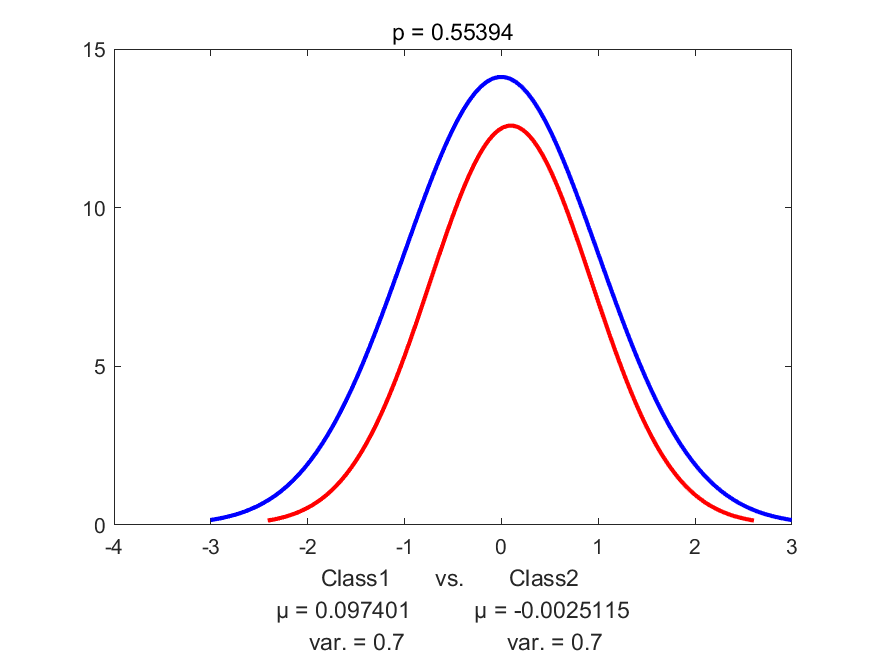 p = 0.55394
15
10
5
0
-4 -3 -2 -1 0 1 2 3
Class1 vs. Class2
μ = 0.097401 μ = -0.0025115
var. = 0.7 var. = 0.7